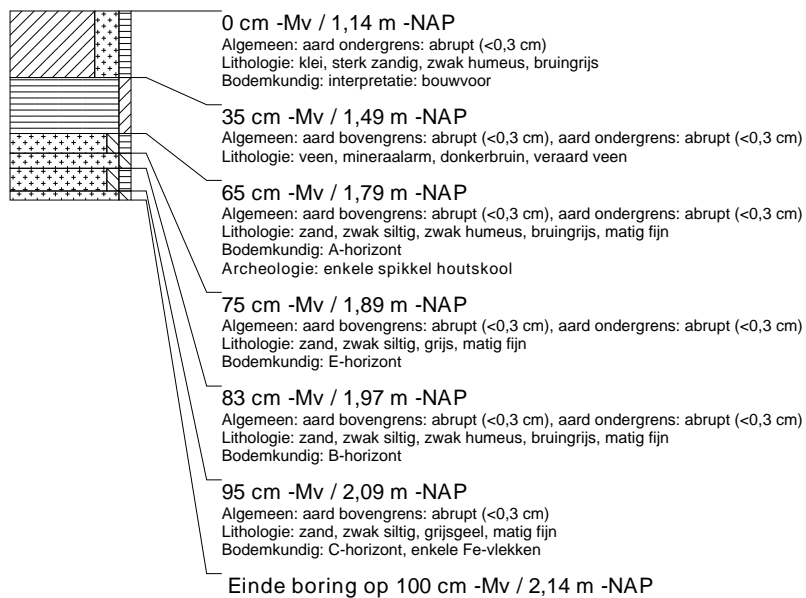 0 cm -Mv / 1,14 m -NAP
Algemeen: aard ondergrens: abrupt (<0,3 cm)
Lithologie: klei, sterk zandig, zwak humeus, bruingrijs
Bodemkundig: interpretatie: bouwvoor
35 cm -Mv / 1,49 m -NAP
Algemeen: aard bovengrens: abrupt (<0,3 cm), aard ondergrens: abrupt (<0,3 cm)
Lithologie: veen, mineraalarm, donkerbruin, veraard veen
65 cm -Mv / 1,79 m -NAP
Algemeen: aard bovengrens: abrupt (<0,3 cm), aard ondergrens: abrupt (<0,3 cm)
Lithologie: zand, zwak siltig, zwak humeus, bruingrijs, matig fijn
Bodemkundig: A-horizont
Archeologie: enkele spikkel houtskool
75 cm -Mv / 1,89 m -NAP
Algemeen: aard bovengrens: abrupt (<0,3 cm), aard ondergrens: abrupt (<0,3 cm)
Lithologie: zand, zwak siltig, grijs, matig fijn
Bodemkundig: E-horizont
83 cm -Mv / 1,97 m -NAP
Algemeen: aard bovengrens: abrupt (<0,3 cm), aard ondergrens: abrupt (<0,3 cm)
Lithologie: zand, zwak siltig, zwak humeus, bruingrijs, matig fijn
Bodemkundig: B-horizont
95 cm -Mv / 2,09 m -NAP
Algemeen: aard bovengrens: abrupt (<0,3 cm)
Lithologie: zand, zwak siltig, grijsgeel, matig fijn
Bodemkundig: C-horizont, enkele Fe-vlekken
Einde boring op 100 cm -Mv / 2,14 m -NAP